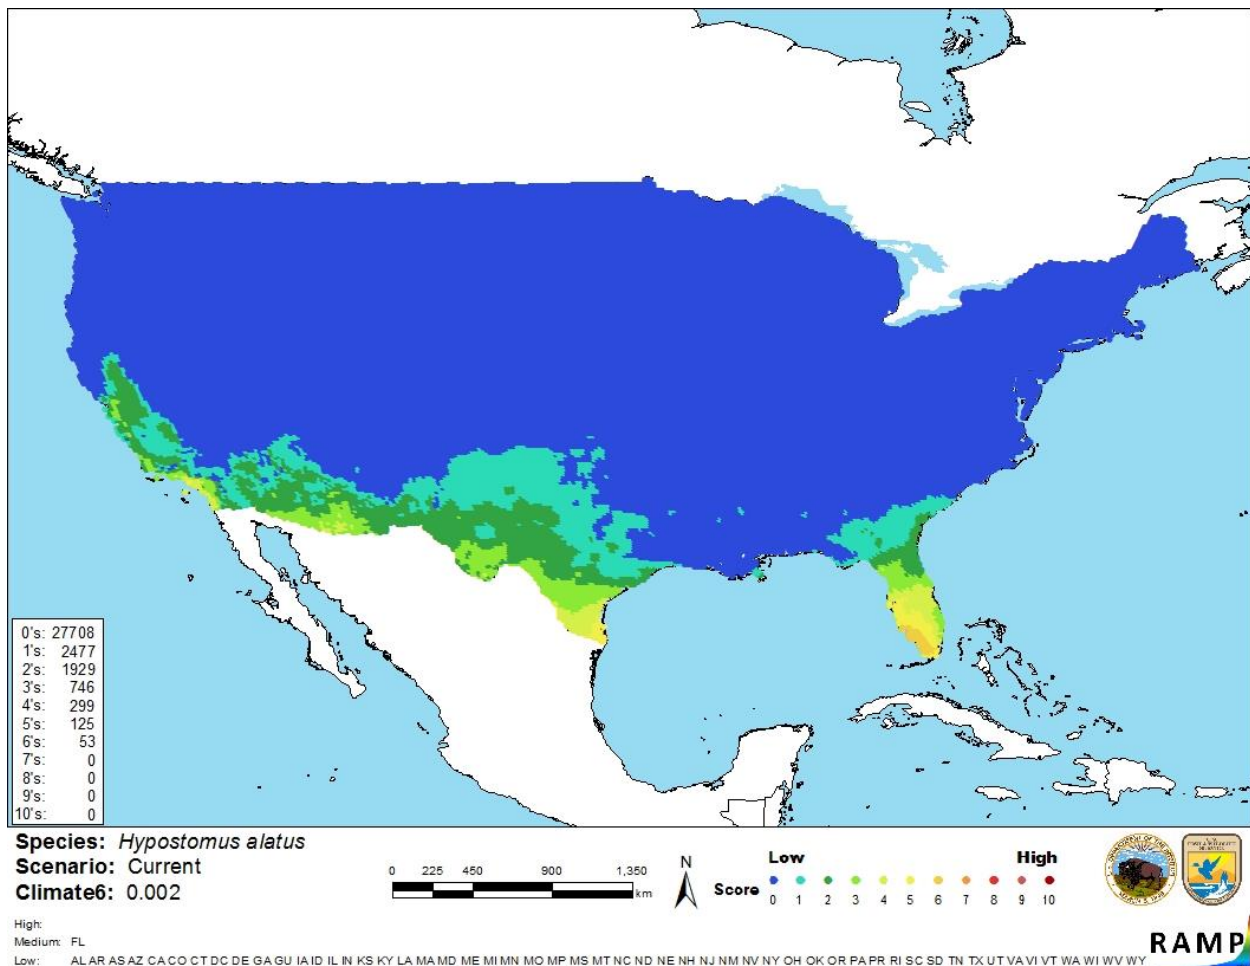 0's: 27708
1's: 2477
2's: 1929
3's: 746
4's: 299
5's: 125
6's: 53
7's: 0
8's: 0
9's: 0
10's: 0
Species: Hypostomus alatus
Scenario: Current
Climate6: 0.002
0 225 450 900 1,350
km
N
Low High
Score
0 1 2 3 4 5 6 7 8 9 10
High:
Medium: FL
Low: AL AR AS AZ CA CO CT DC DE GA GU IA ID IL IN KS KY LA MA MD ME MI MN MO MP MS MT NC ND NE NH NJ NM NV NY OH OK OR PA PR RI SC SD TN TX UT VA VI VT WA WI WV WY
RAMP